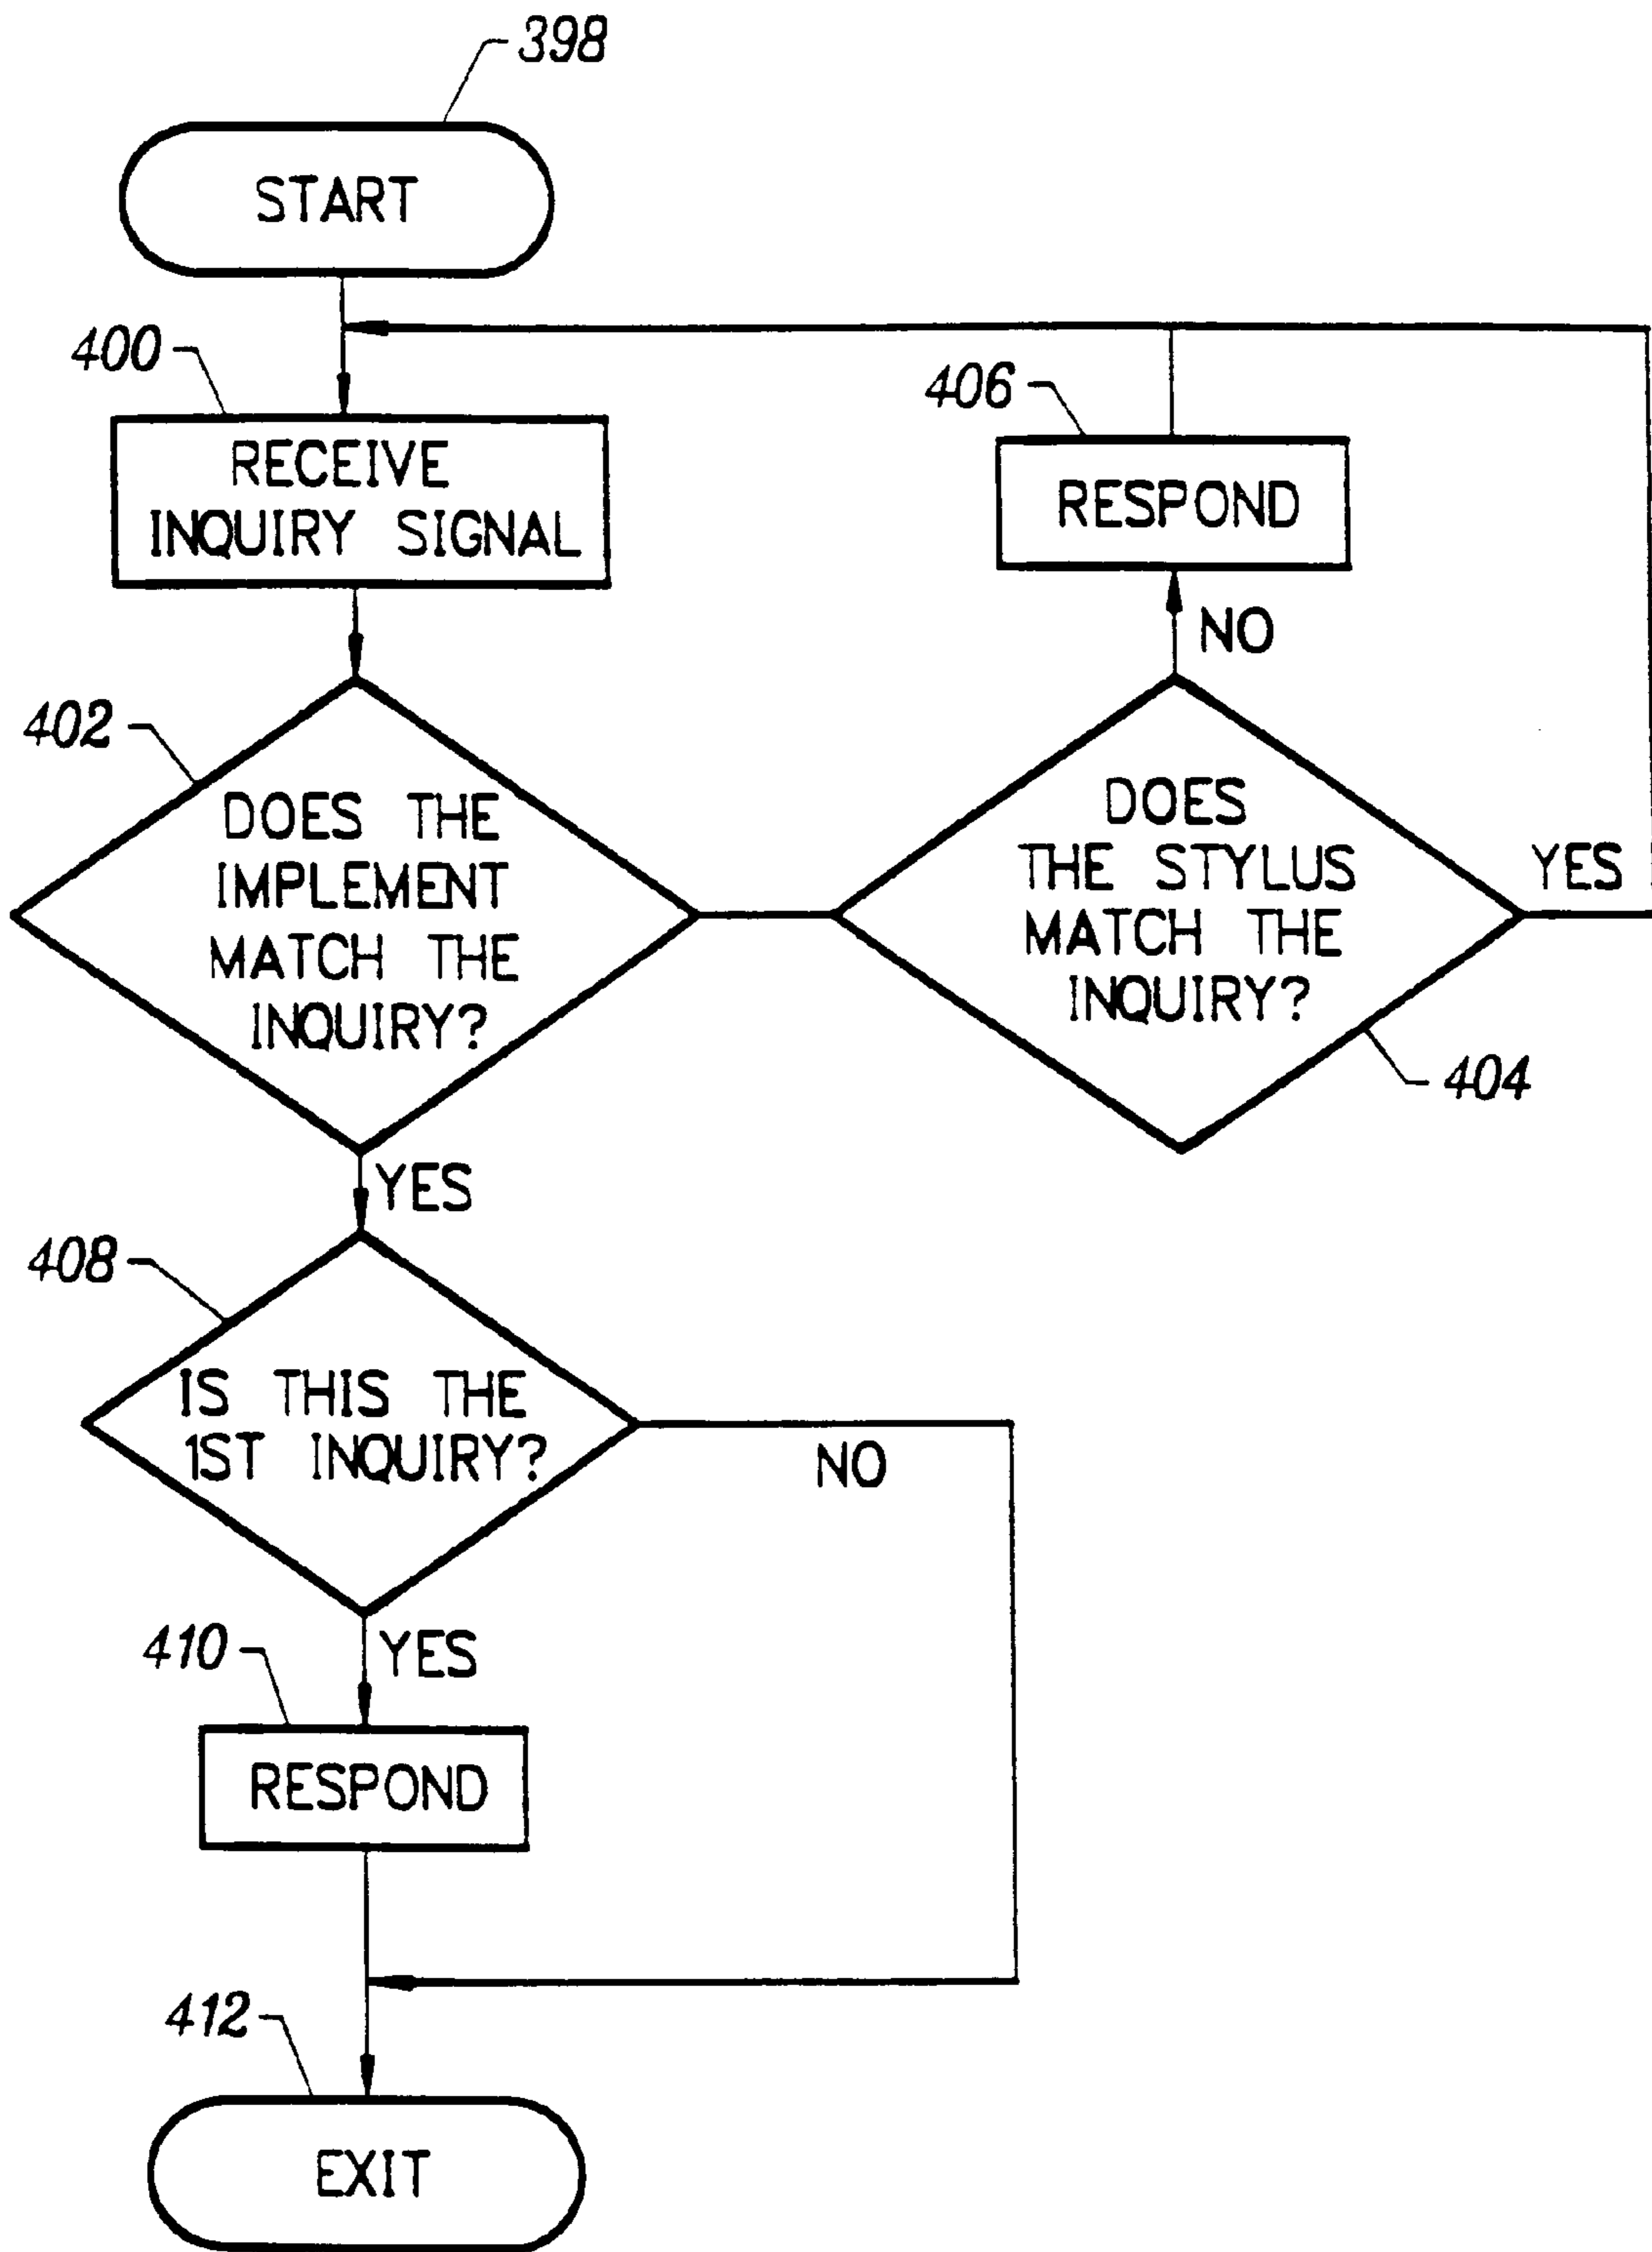 398
START
400
RECEIVE
INQUIRY SIGNAL
406
RESPOND
NO
402
DOES THE
IMPLEMENT
MATCH THE
INQUIRY?
DOES
THE STYLUS
MATCH THE
INQUIRY?
YES
404
YES
408
IS THIS THE
1ST INQUIRY?
NO
YES
410
RESPOND
412
EXIT